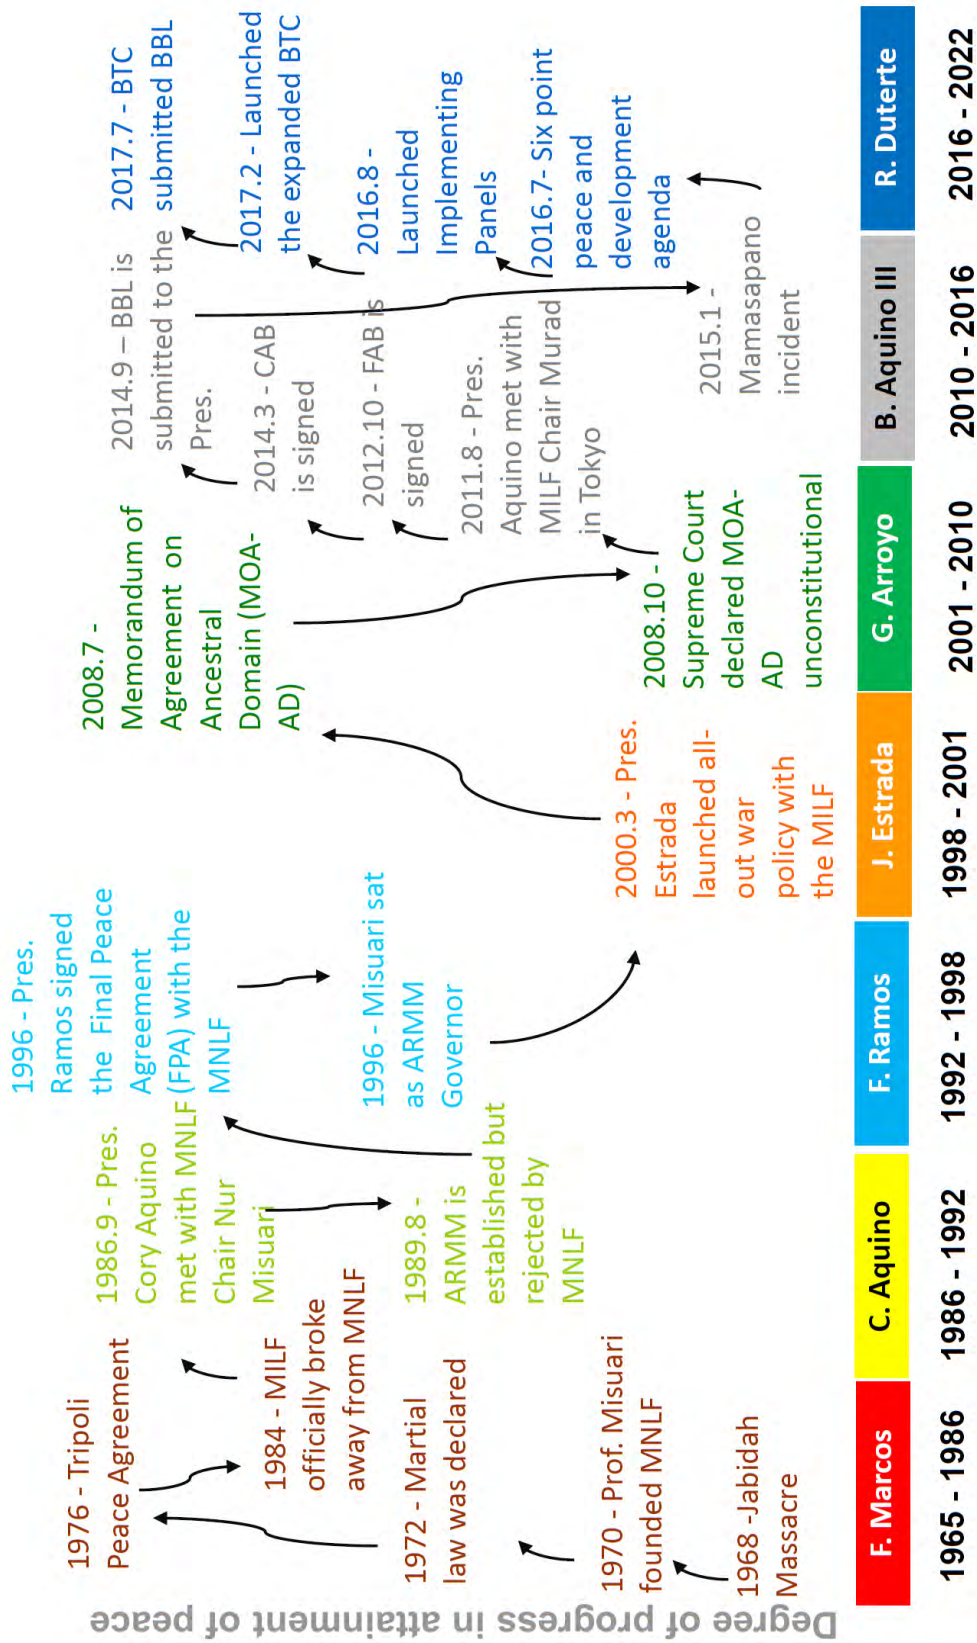 Degree of progress in attainment of peace
1976 - Tripoli
Peace Agreement
1984 - MILF
officially broke
away from MNLF
1972 - Martial
law was declared
1970 - Prof. Misuari
founded MNLF
1968 -Jabidah
Massacre
1986.9 - Pres.
Cory Aquino
met with MNLF
Chair Nur
Misuari
1989.8 -
ARMM is
established but
rejected by
MNLF
1996 - Pres.
Ramos signed
the Final Peace
Agreement
(FPA) with the
MNLF
1996 - Misuari sat
as ARMM
Governor
2000.3 - Pres.
Estrada
launched all-
out war
policy with
the MILF
2008.7 -
Memorandum of
Agreement on
Ancestral
Domain (MOA-
AD)
2008.10 -
Supreme Court
declared MOA-
AD
unconstitutional
2014.9 – BBL is
submitted to the
Pres.
2014.3 - CAB
is signed
2012.10 - FAB is
signed
2011.8 - Pres.
Aquino met with
MILF Chair Murad
in Tokyo
2015.1 -
Mamasapano
incident
2017.7 - BTC
submitted BBL
2017.2 - Launched
the expanded BTC
2016.8 -
Launched
Implementing
Panels
2016.7- Six point
peace and
development
agenda
F. Marcos
C. Aquino
F. Ramos
J. Estrada
G. Arroyo
B. Aquino III
R. Duterte
1965 - 1986
1986 - 1992
1992 - 1998
1998 - 2001
2001 - 2010
2010 - 2016
2016 - 2022